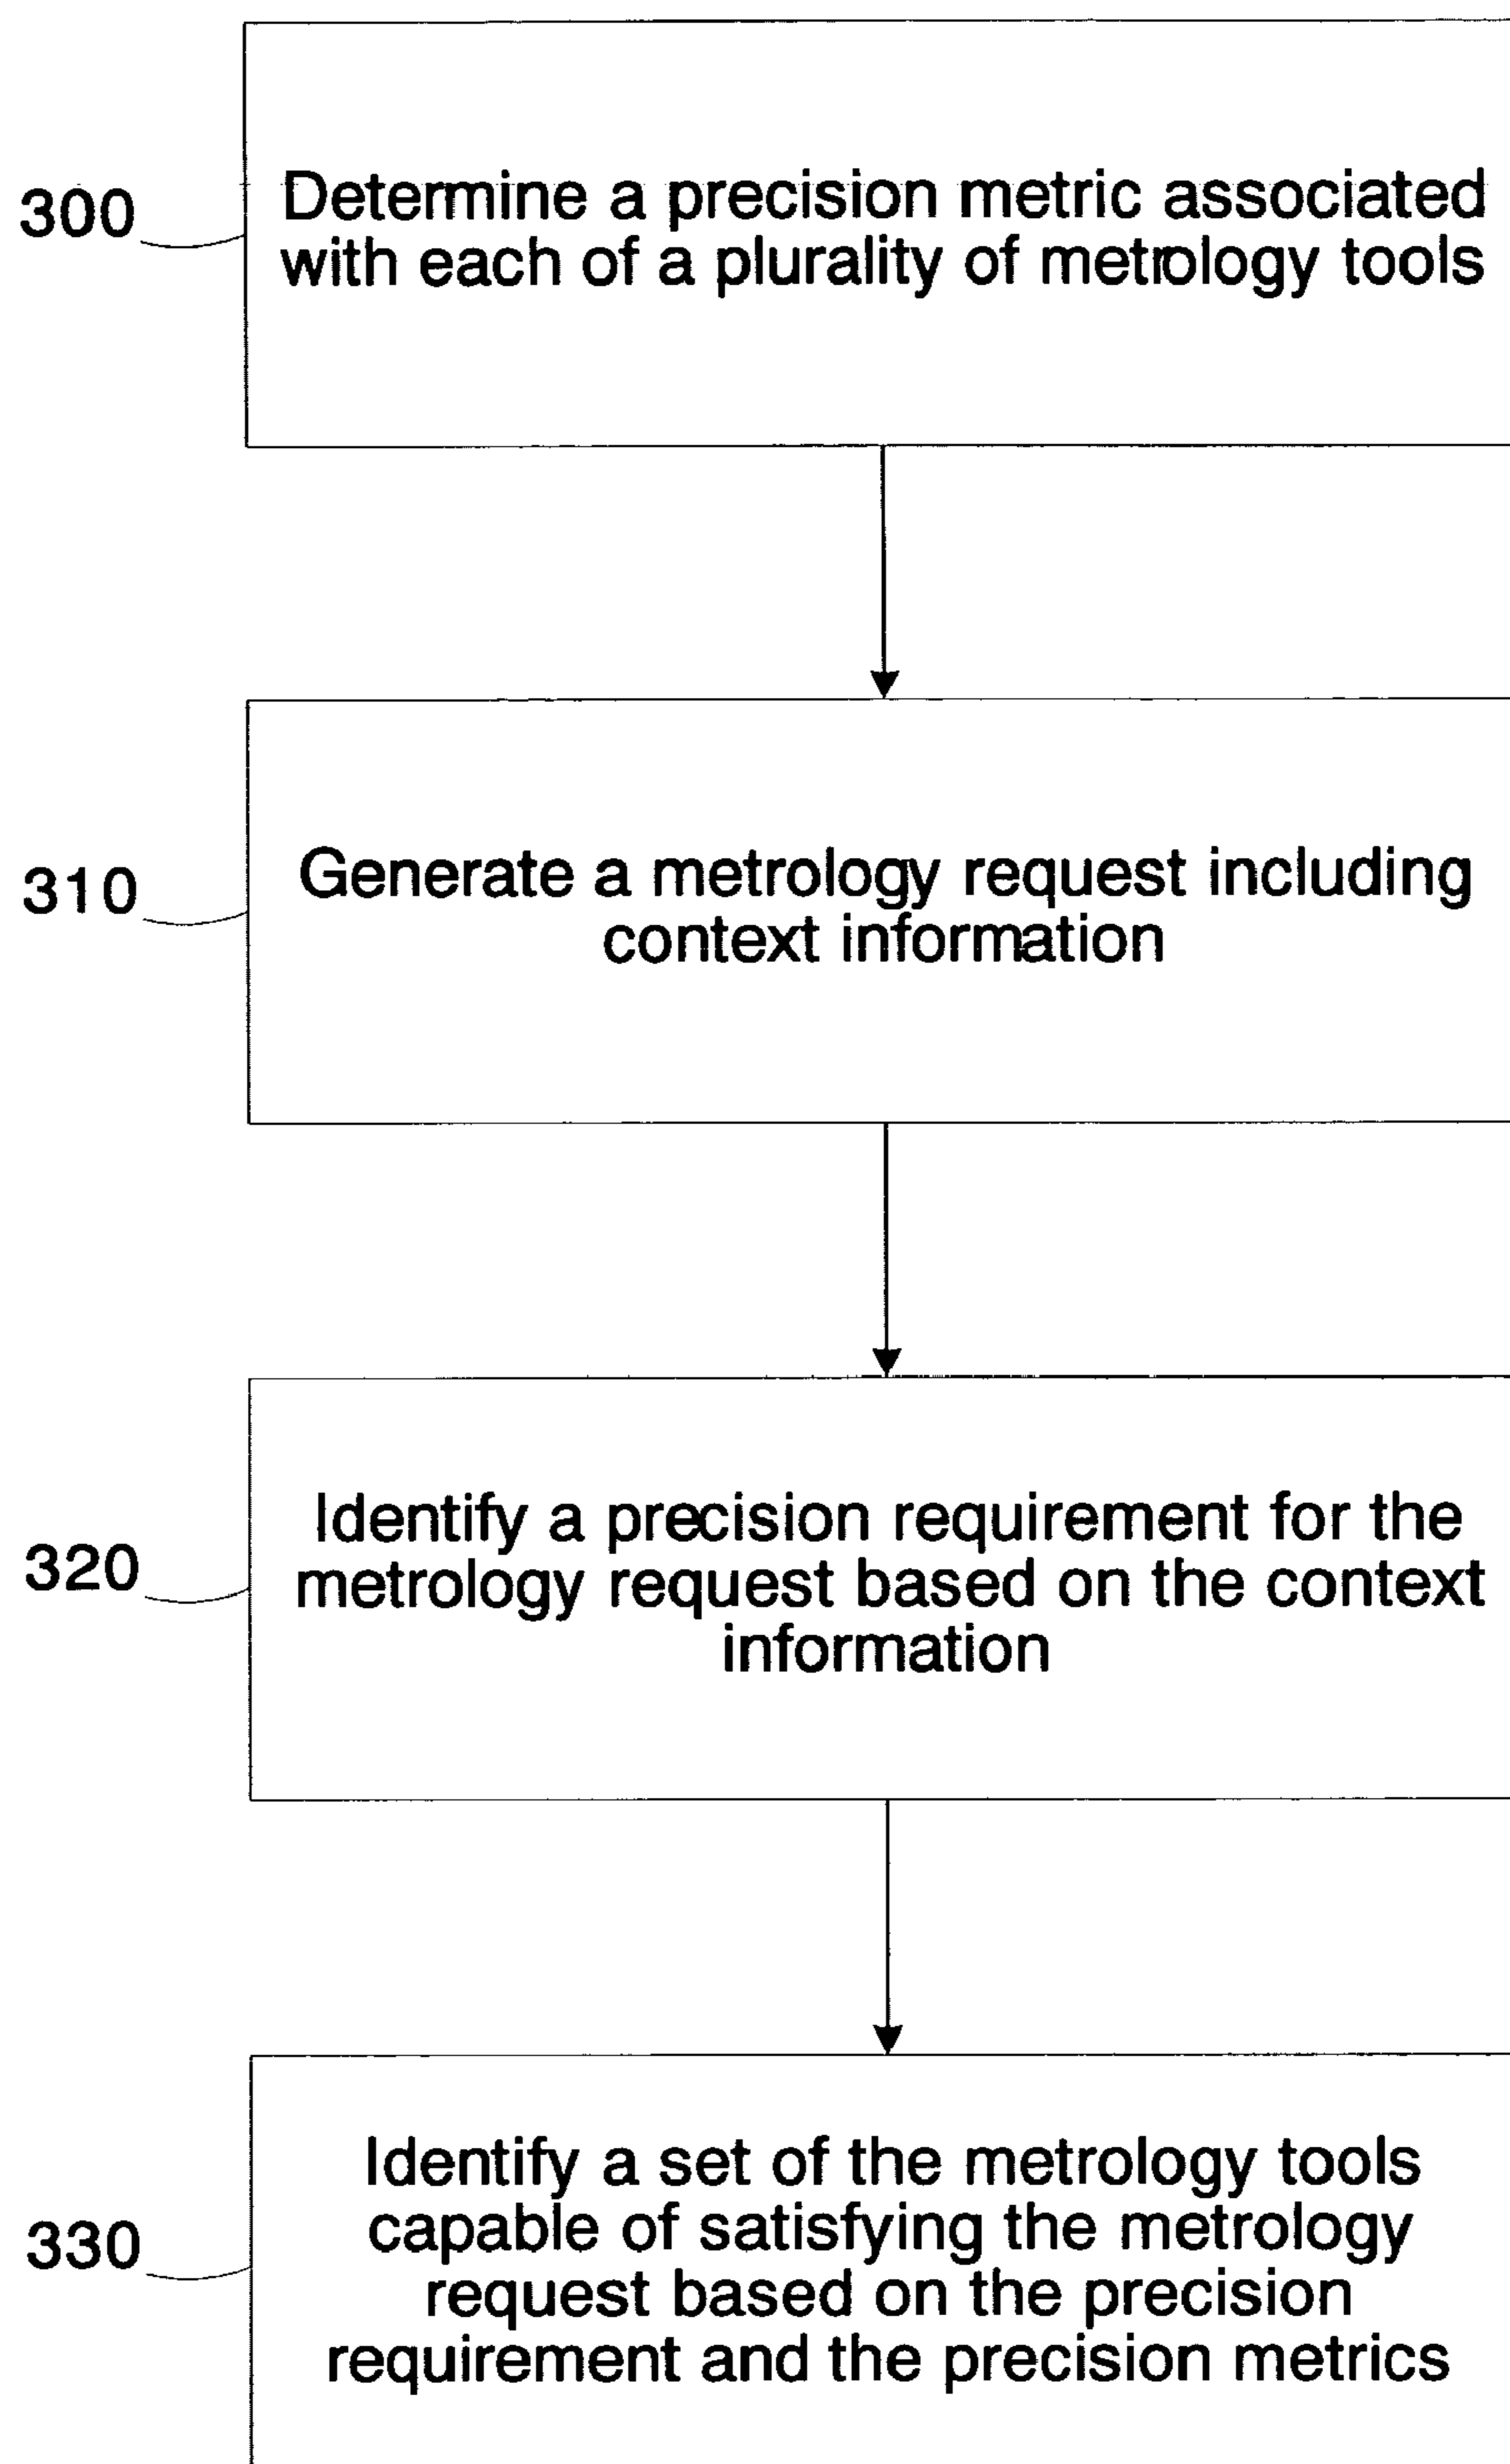 300
Determine a precision metric associated
with each of a plurality of metrology tools
310
Generate a metrology request including
context information
320
Identify a precision requirement for the
metrology request based on the context
information
330
Identify a set of the metrology tools
capable of satisfying the metrology
request based on the precision
requirement and the precision metrics